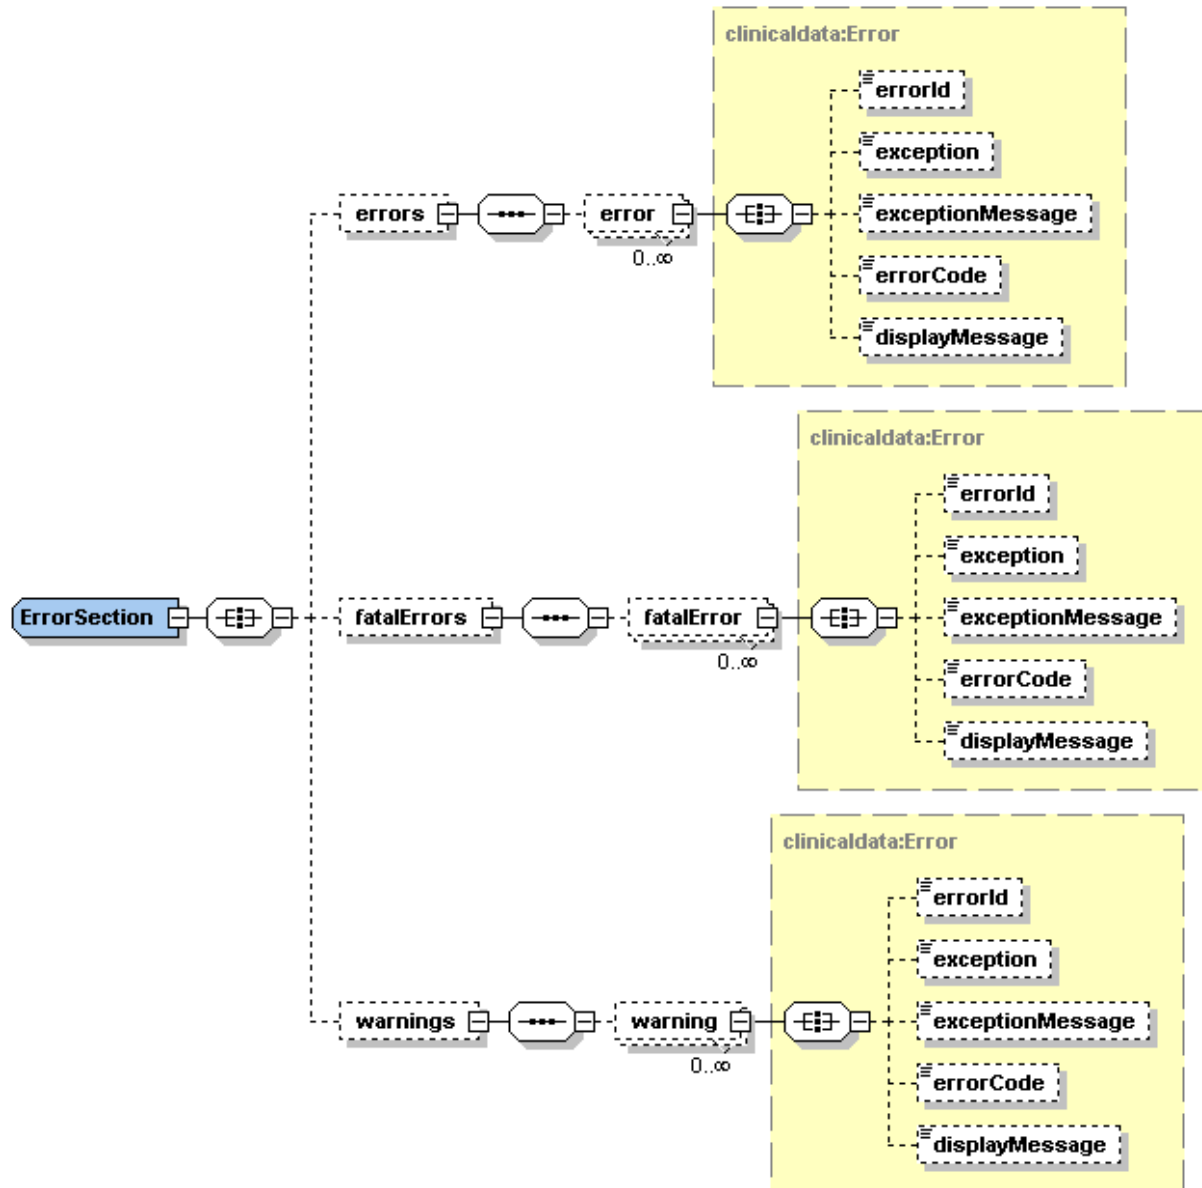 clinicaldata:Error
errorId
exception
errors
error
exceptionMessage
0..∞
errorCode
displayMessage
clinicaldata:Error
errorId
exception
ErrorSection
fatalErrors
fatalError
exceptionMessage
0..∞
errorCode
displayMessage
clinicaldata:Error
errorId
exception
warnings
warning
exceptionMessage
0..∞
errorCode
displayMessage